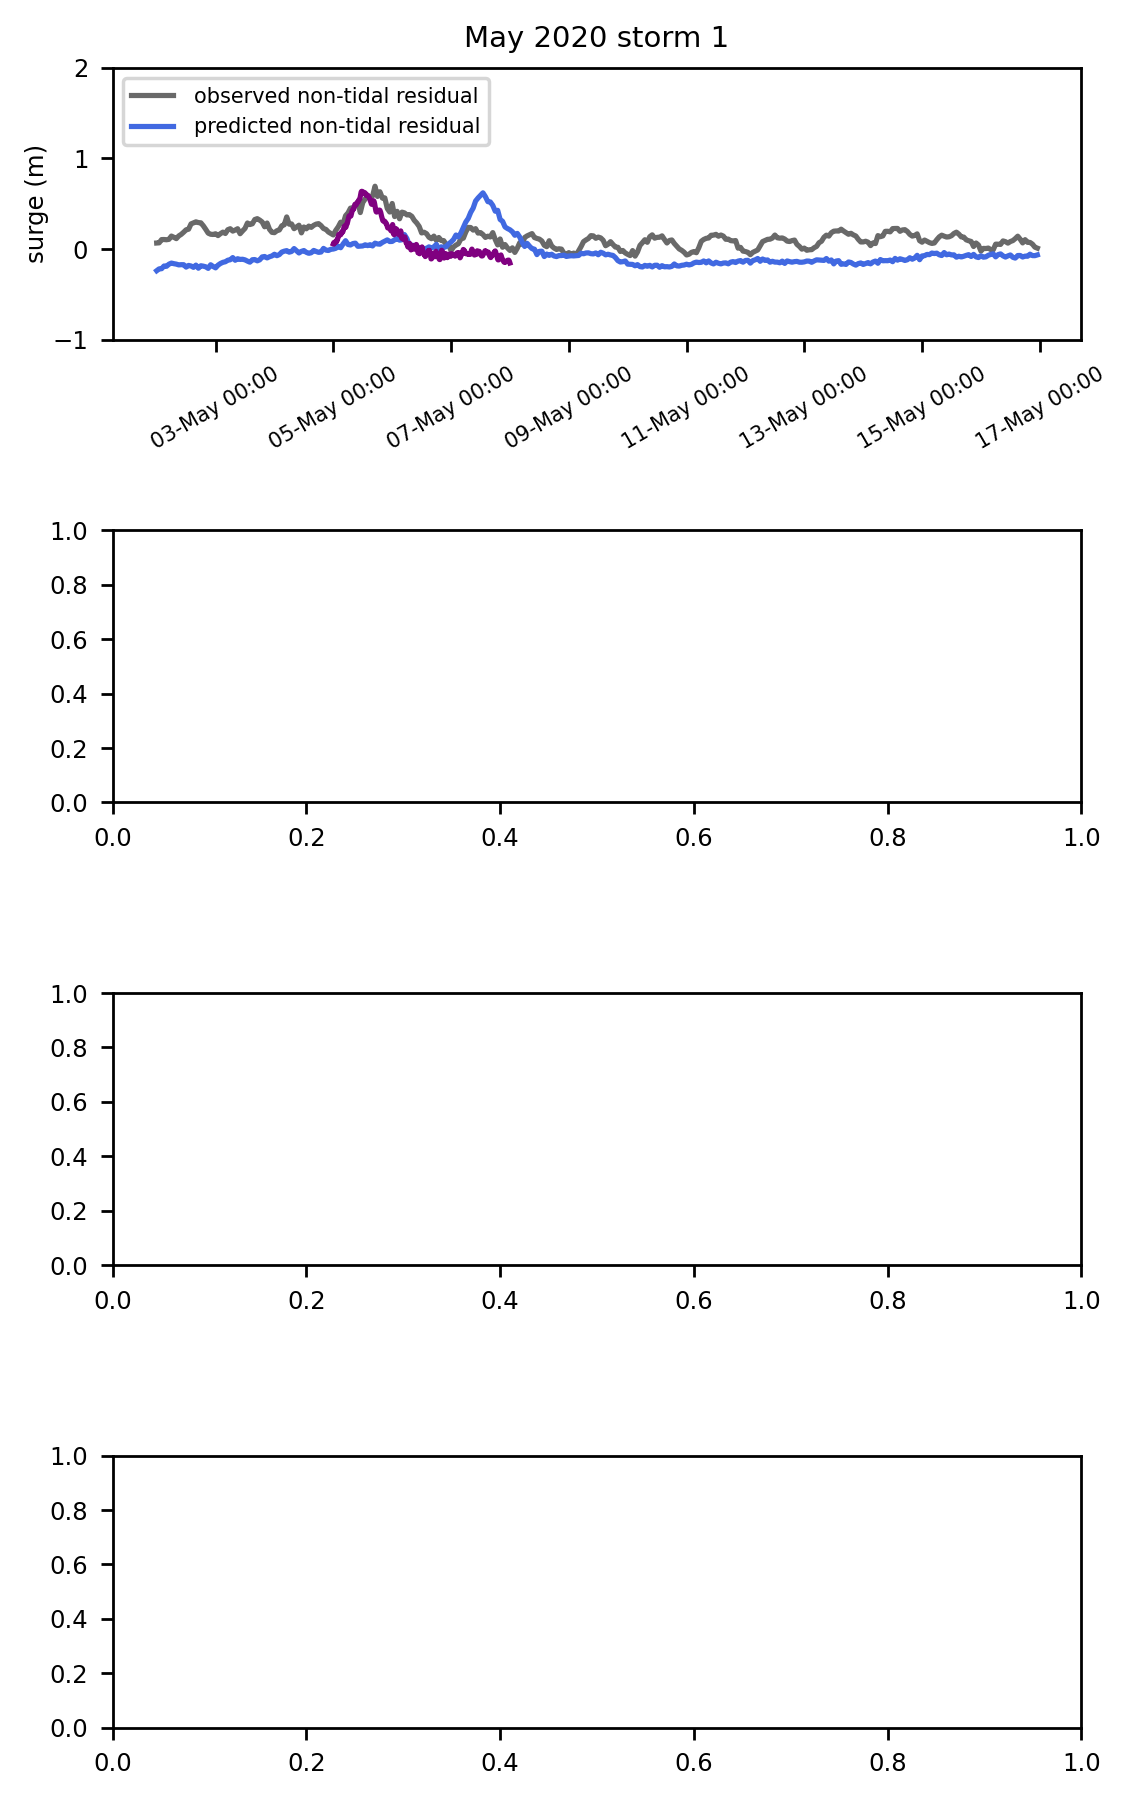 May 2020 storm 1
2
observed non-tidal residual
predicted non-tidal residual
1
surge (m)
0
−1
03-May 00:00 05-May 00:00 07-May 00:00 09-May 00:00 11-May 00:00 13-May 00:00 15-May 00:00 17-May 00:00
1.0
0.8
0.6
0.4
0.2
0.0
0.0 0.2 0.4 0.6 0.8 1.0
1.0
0.8
0.6
0.4
0.2
0.0
0.0 0.2 0.4 0.6 0.8 1.0
1.0
0.8
0.6
0.4
0.2
0.0
0.0 0.2 0.4 0.6 0.8 1.0